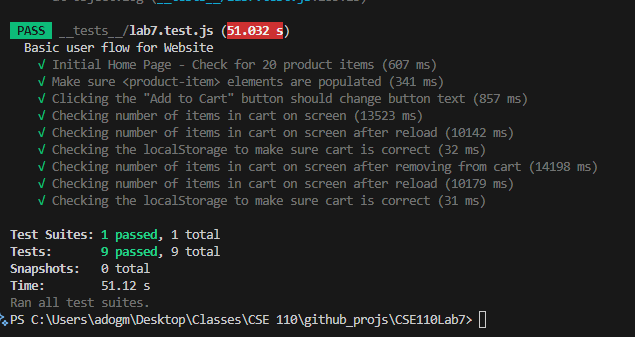 PASS __tests__/lab7.test.js (51.032 s)
Basic user flow for Website
√ Initial Home Page - Check for 20 product items (607 ms)
√ Make sure <product-item> elements are populated (341 ms)
√ Clicking the "Add to Cart" button should change button text (857 ms)
√ Checking number of items in cart on screen (13523 ms)
√ Checking number of items in cart on screen after reload (10142 ms)
√ Checking the localStorage to make sure cart is correct (32 ms)
√ Checking number of items in cart on screen after removing from cart (14198 ms)
√ Checking number of items in cart on screen after reload (10179 ms)
√ Checking the localStorage to make sure cart is correct (31 ms)
Test Suites: 1 passed, 1 total
Tests: 9 passed, 9 total
Snapshots: 0 total
Time: 51.12 s
Ran all test suites.
PS C:\Users\adogm\Desktop\Classes\CSE 110\github_projs\CSE110Lab7>